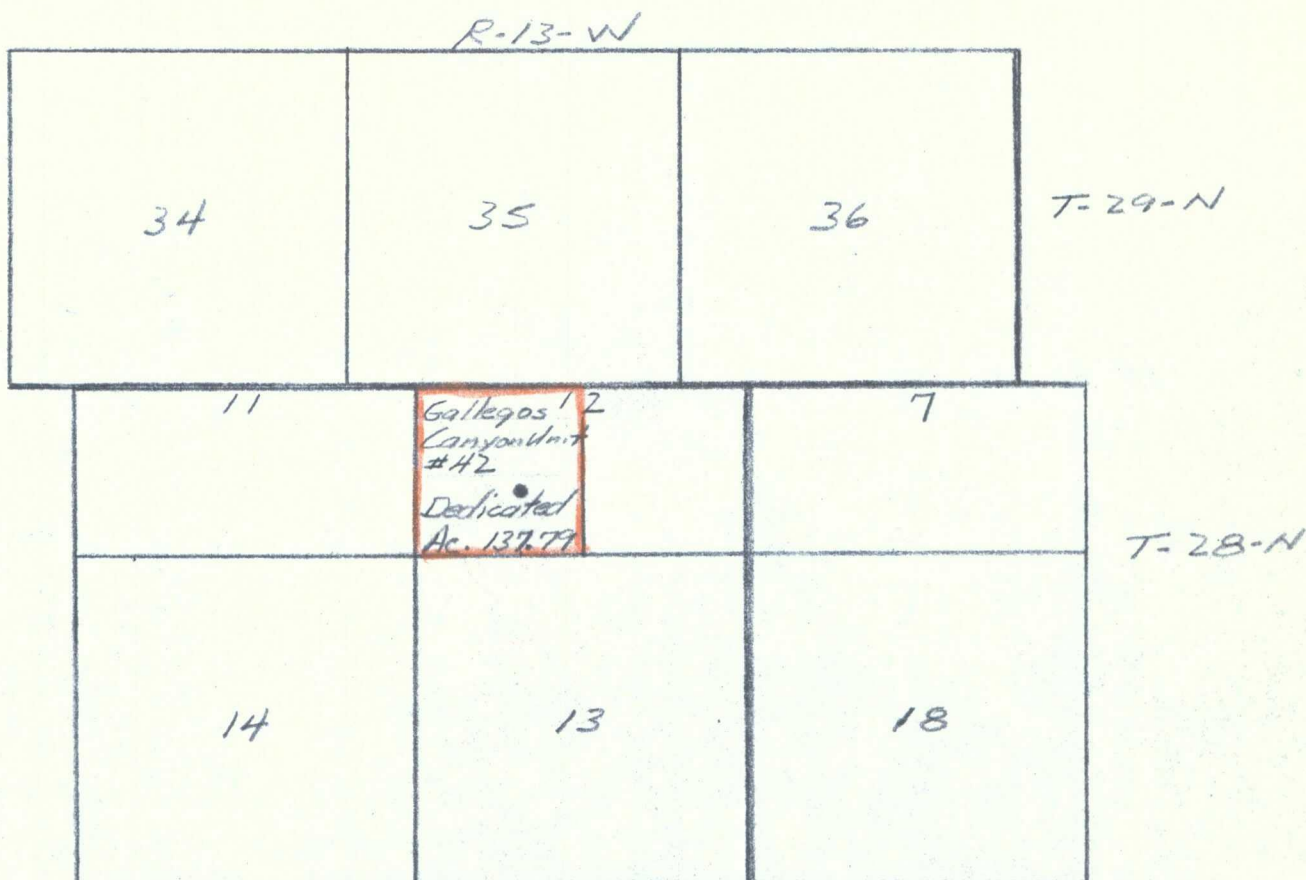 R-13-W
34
35
36
T-29-N
11
12
7
Gallegos
Canyon Unit
#42
Dedicated
Ac. 137.79
T-28-N
14
13
18